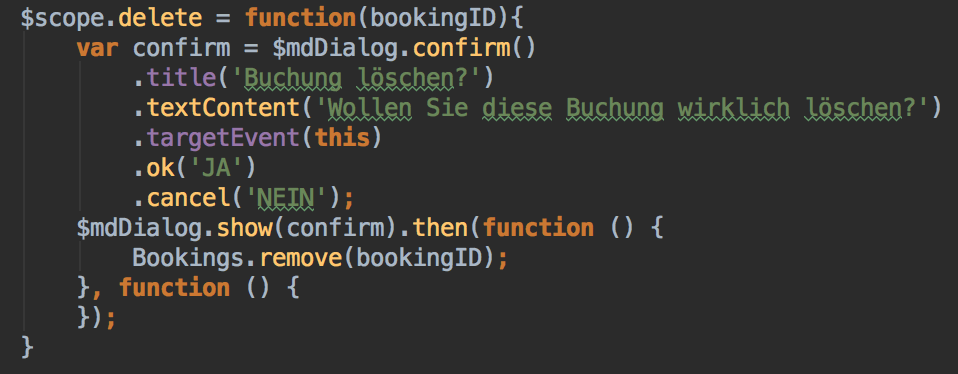 $scope.delete = function(bookingID){
    var confirm = $mdDialog.confirm()
        .title('Buchung löschen?')
        .textContent('Wollen Sie diese Buchung wirklich löschen?')
        .targetEvent(this)
        .ok('JA')
        .cancel('NEIN');
    $mdDialog.show(confirm).then(function () {
        Bookings.remove(bookingID);
    }, function () {
    });
}